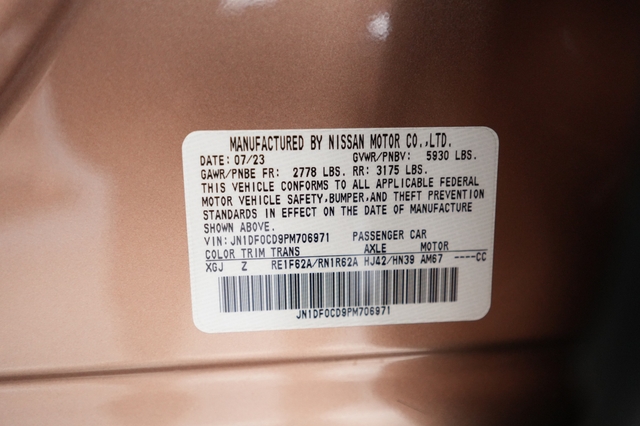 MANUFACTURED BY NISSAN MOTOR CO.,LTD.
DATE: 07/23 GVWR/PNBV: 5930 LBS.
GAWR/PNBE FR: 2778 LBS. RR: 3175 LBS.
THIS VEHICLE CONFORMS TO ALL APPLICABLE FEDERAL
MOTOR VEHICLE SAFETY,BUMPER,AND THEFT PREVENTION
STANDARDS IN EFFECT ON THE DATE OF MANUFACTURE
SHOWN ABOVE.
VIN: JN1DF0CD9PM706971 PASSENGER CAR
COLOR TRIM TRANS AXLE MOTOR
XGJ Z RE1F62A/RN1R62A HJ42/HN39 AM67 ----CC
JN1DF0CD9PM706971